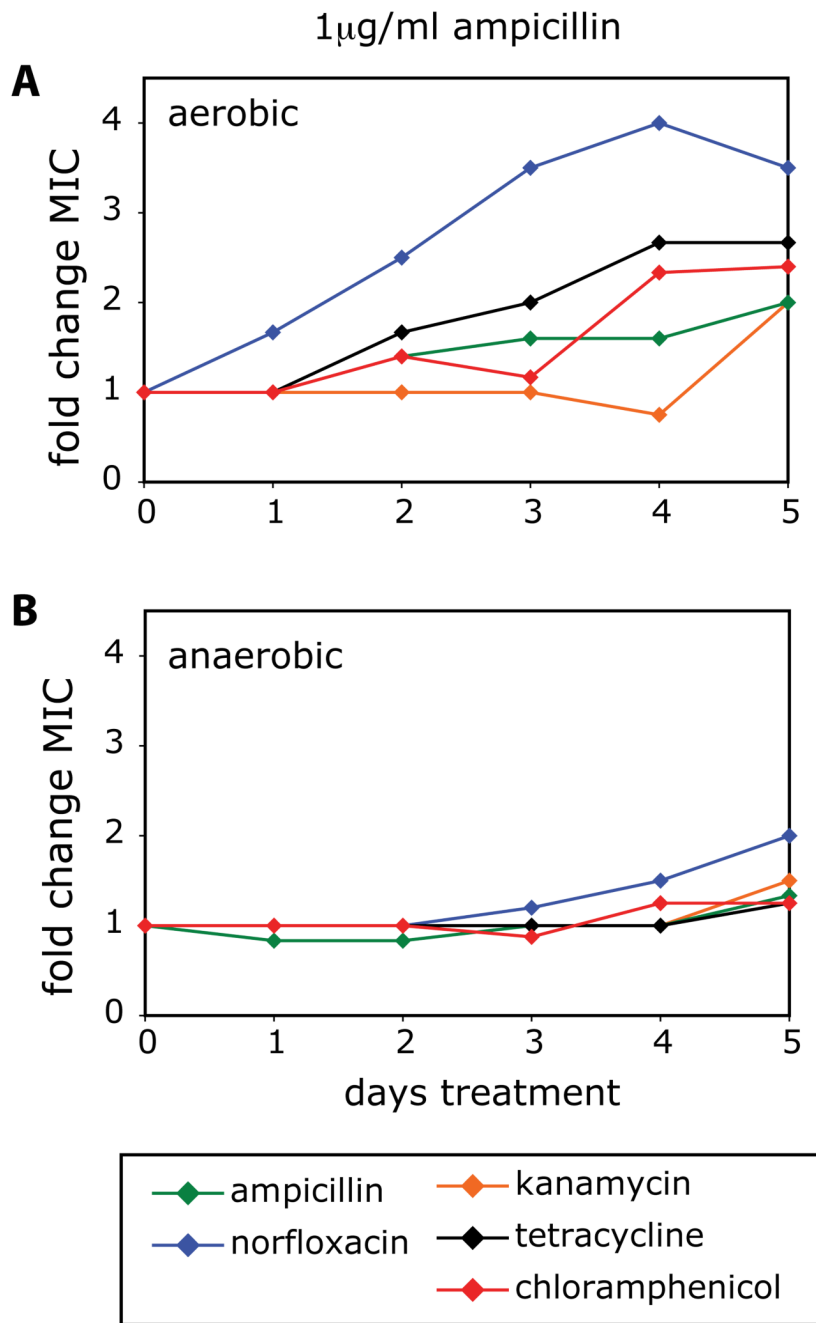 1μg/ml ampicillin
A
aerobic
fold change MIC
4
3
2
1
0
0 1 2 3 4 5
B
anaerobic
fold change MIC
4
3
2
1
0
0 1 2 3 4 5
days treatment
ampicillin
norfloxacin
kanamycin
tetracycline
chloramphenicol